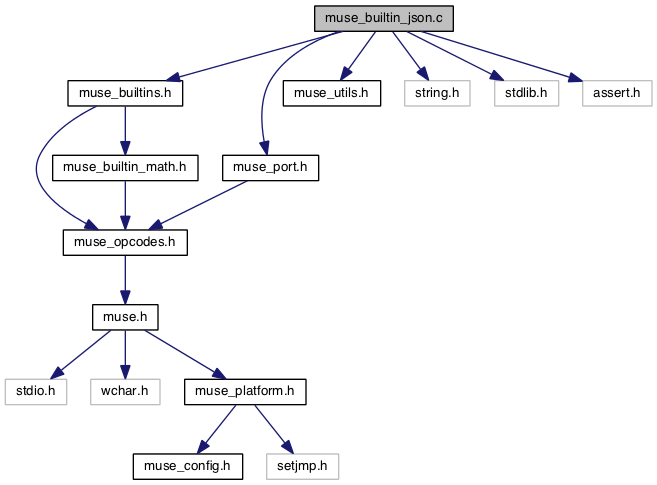 muse_builtin_json.c
muse_builtins.h
muse_utils.h
string.h
stdlib.h
assert.h
muse_builtin_math.h
muse_port.h
muse_opcodes.h
muse.h
stdio.h
wchar.h
muse_platform.h
muse_config.h
setjmp.h